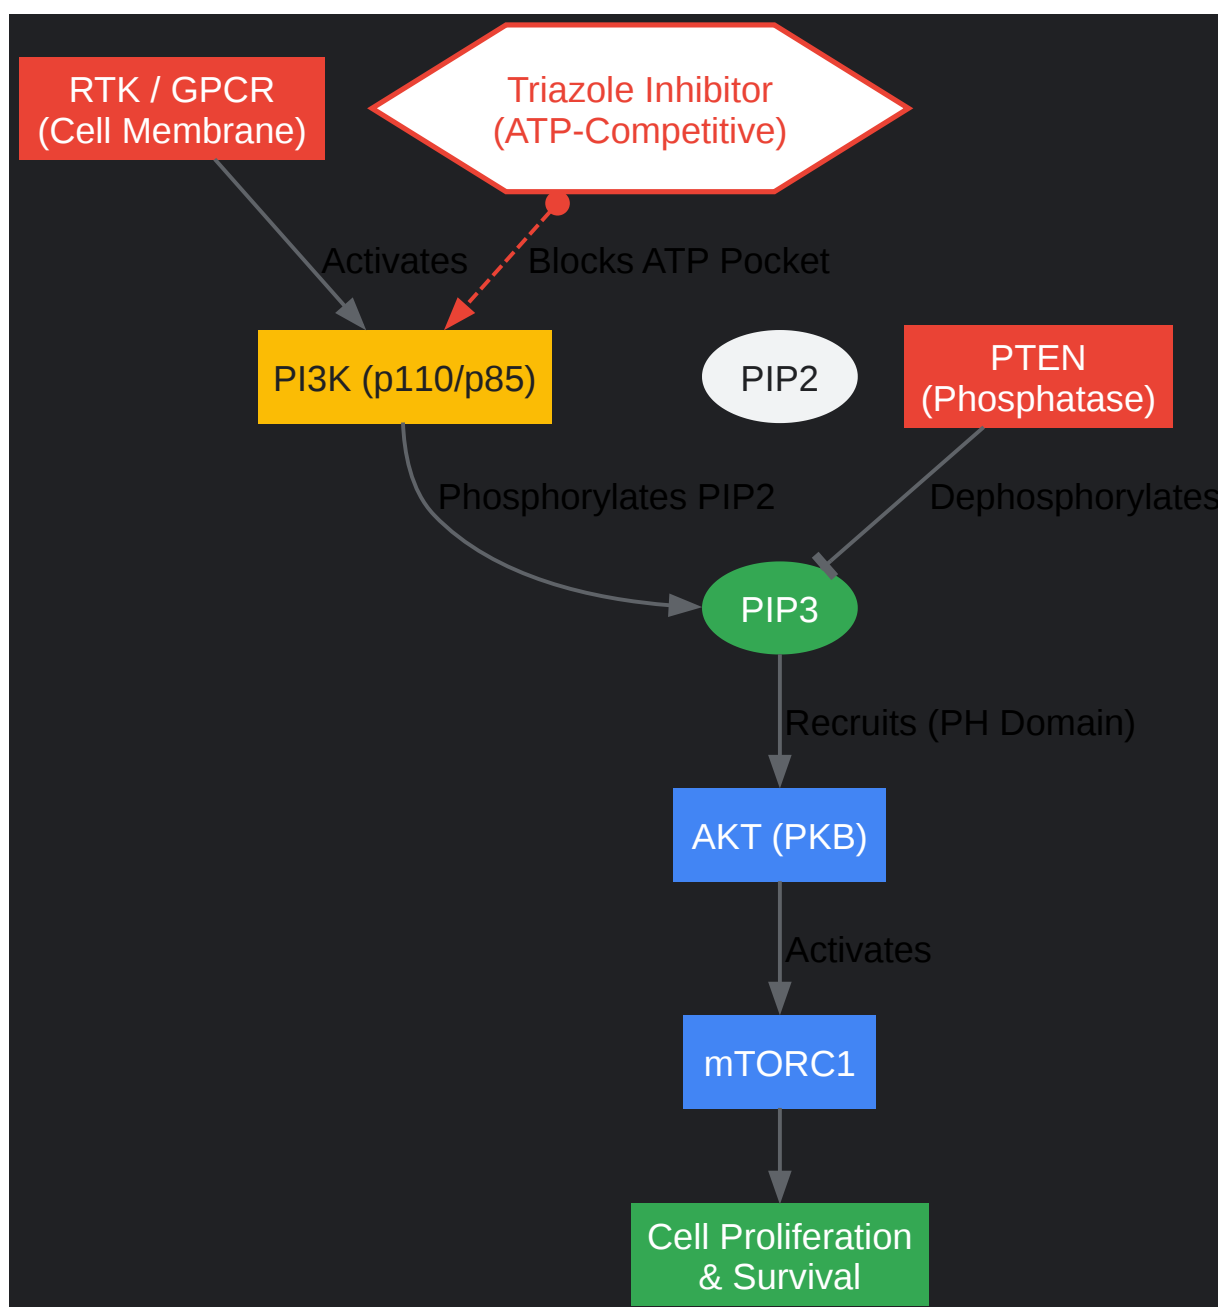 RTK / GPCR
(Cell Membrane)
Triazole Inhibitor
(ATP-Competitive)
Activates
Blocks ATP Pocket
PI3K (p110/p85)
PIP2
PTEN
(Phosphatase)
Phosphorylates PIP2
Dephosphorylates
PIP3
Recruits (PH Domain)
AKT (PKB)
Activates
mTORC1
Cell Proliferation
& Survival